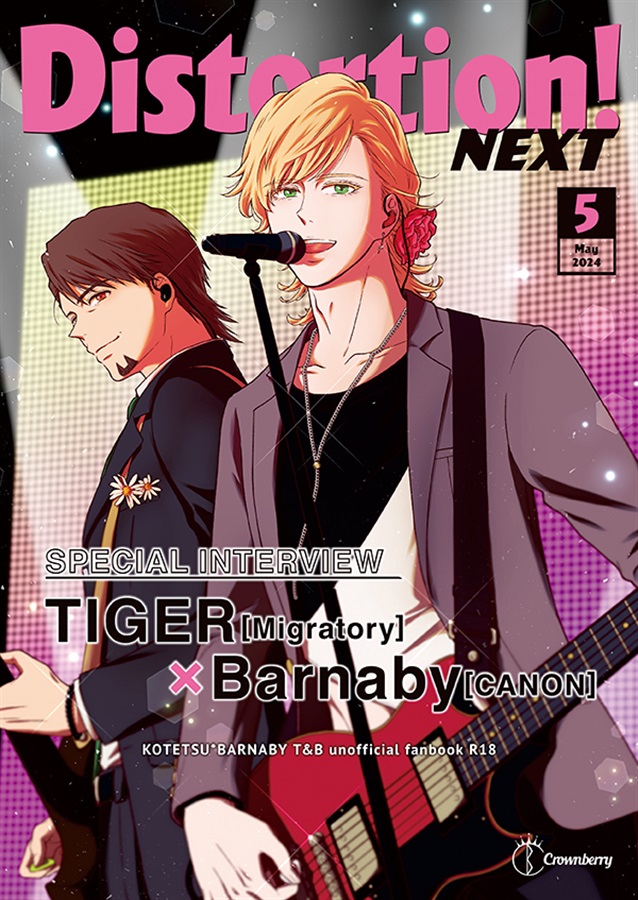 Distortion!
NEXT
5
May
2024
SPECIAL INTERVIEW
TIGER[Migratory]
×Barnaby[CANON]
KOTETSU*BARNABY T&B unofficial fanbook R18
Crownberry